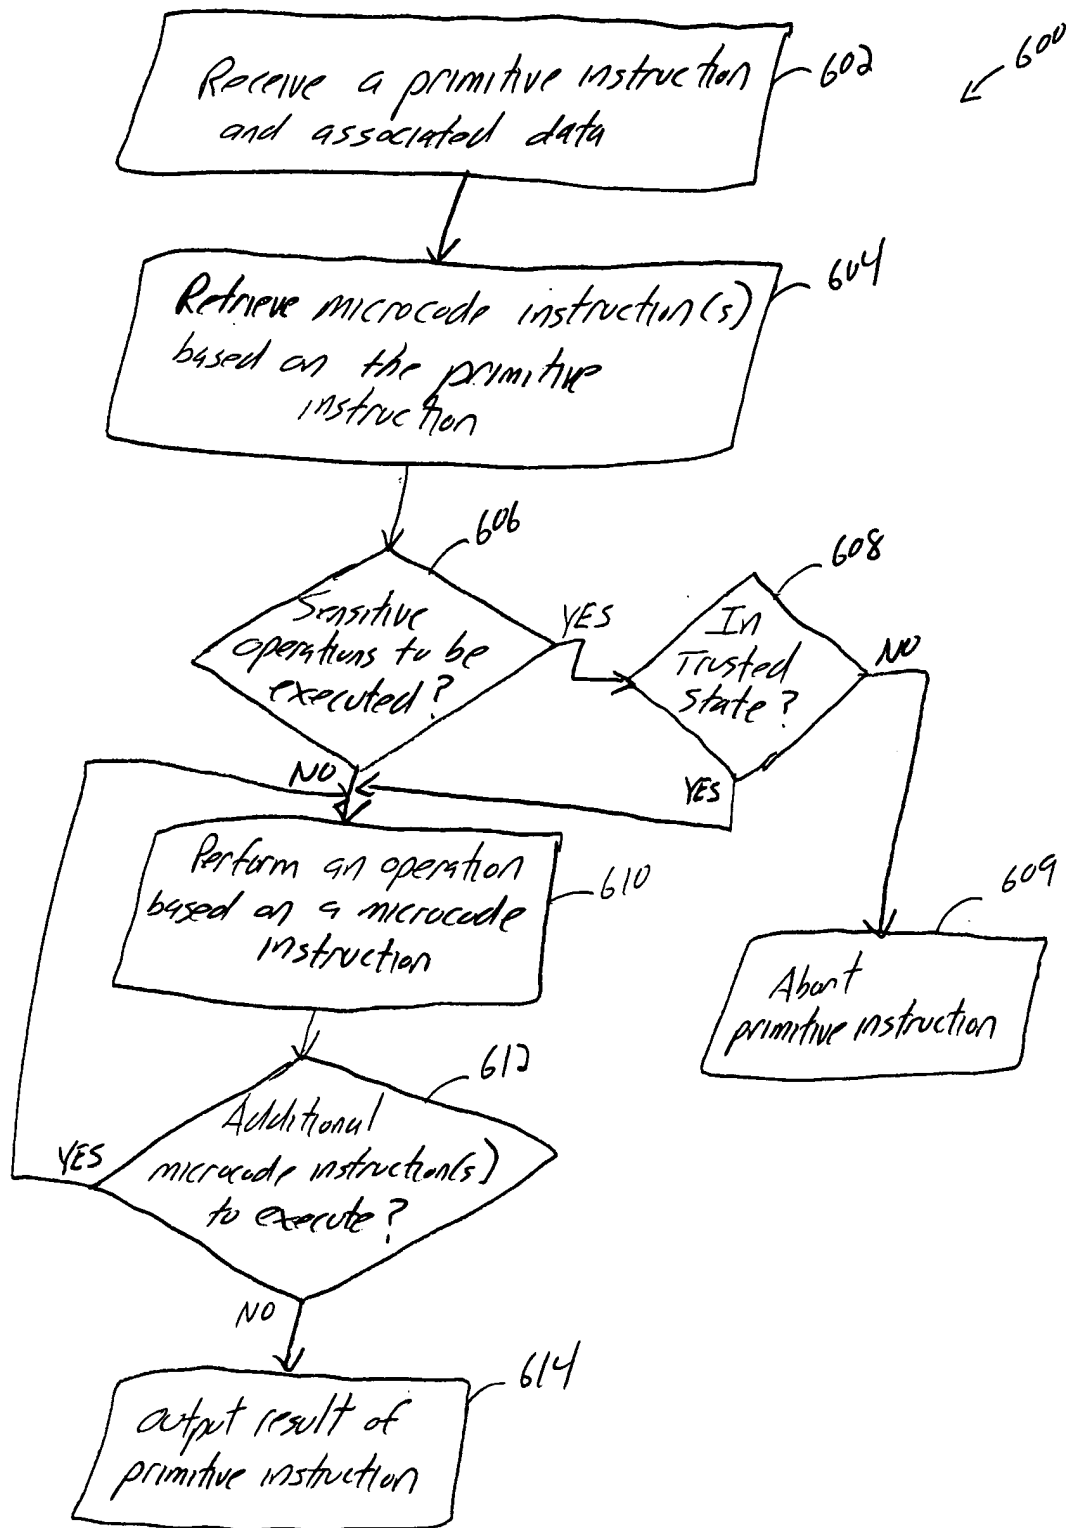 600
Receive a primitive instruction
and associated data
602
Retrieve microcode instruction(s)
based on the primitive
instruction
604
Sensitive
operations to be
executed?
606
YES
In
Trusted
state?
608
NO
NO
YES
Perform an operation
based on a microcode
instruction
610
Abort
primitive instruction
609
Additional
microcode instruction(s)
to execute?
612
YES
NO
Output result of
primitive instruction
614